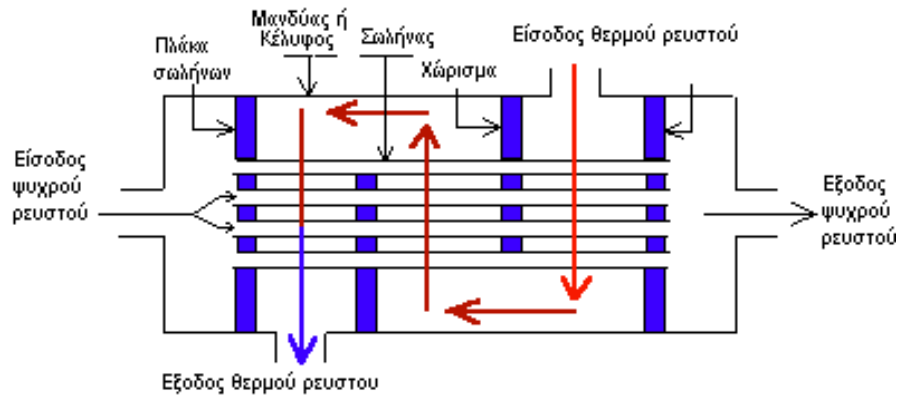 Μανδύας ή
Κέλυφος
Πλάκα
σωλήνων
Σωλήνας
Χώρισμα
Είσοδος θερμού ρευστού
Είσοδος
ψυχρού
ρευστού
Εξοδος
ψυχρού
ρευστού
Εξοδος θερμού ρευστου